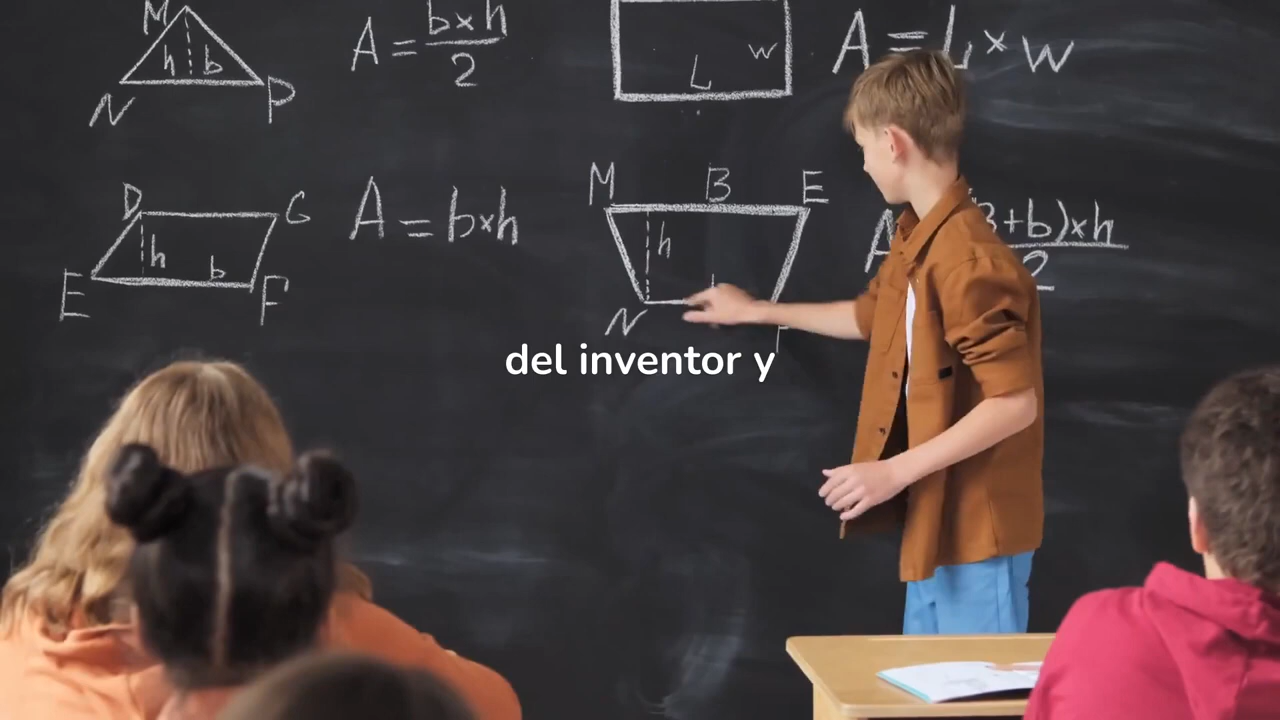 M
h b
N P
A = b×h
2
W
L
A = L×W
D G
h
b
E F
A = b×h
M B E
h
N
B+b)×h
2
del inventor y